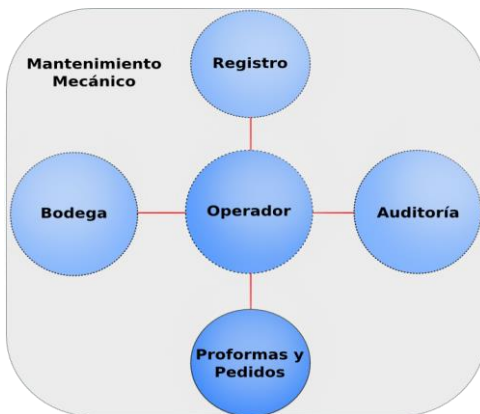 Mantenimiento
Mecánico
Registro
Bodega
Operador
Auditoría
Proformas y
Pedidos